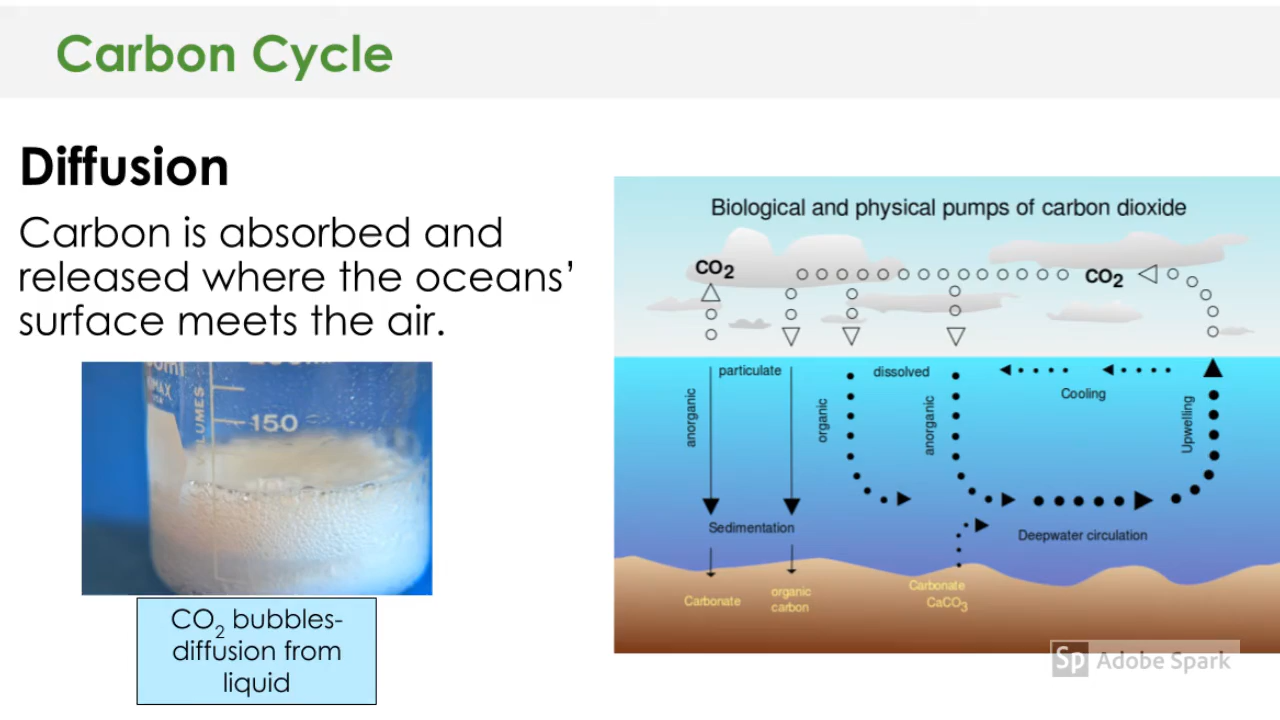 Carbon Cycle
Diffusion
Carbon is absorbed and
released where the oceans’
surface meets the air.
150
VOLUMES
MAX
CO₂ bubbles-
diffusion from
liquid
Biological and physical pumps of carbon dioxide
CO₂
CO₂
particulate
dissolved
Cooling
anorganic
organic
anorganic
Upwelling
Sedimentation
Deepwater circulation
Carbonate
organic
carbon
Carbonate
CaCO₃
Sp Adobe Spark